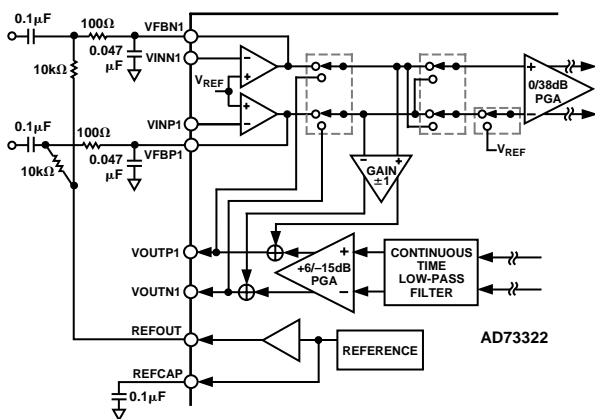 0.1μF
100Ω
VFBN1
0.047
μF
VINN1
10kΩ
VREF
VINP1
0.1μF
100Ω
VFBP1
0.047
μF
10kΩ
0/38dB
PGA
VREF
GAIN
±1
VOUTP1
+6/–15dB
PGA
CONTINUOUS
TIME
LOW-PASS
FILTER
VOUTN1
REFOUT
AD73322
REFERENCE
REFCAP
0.1μF